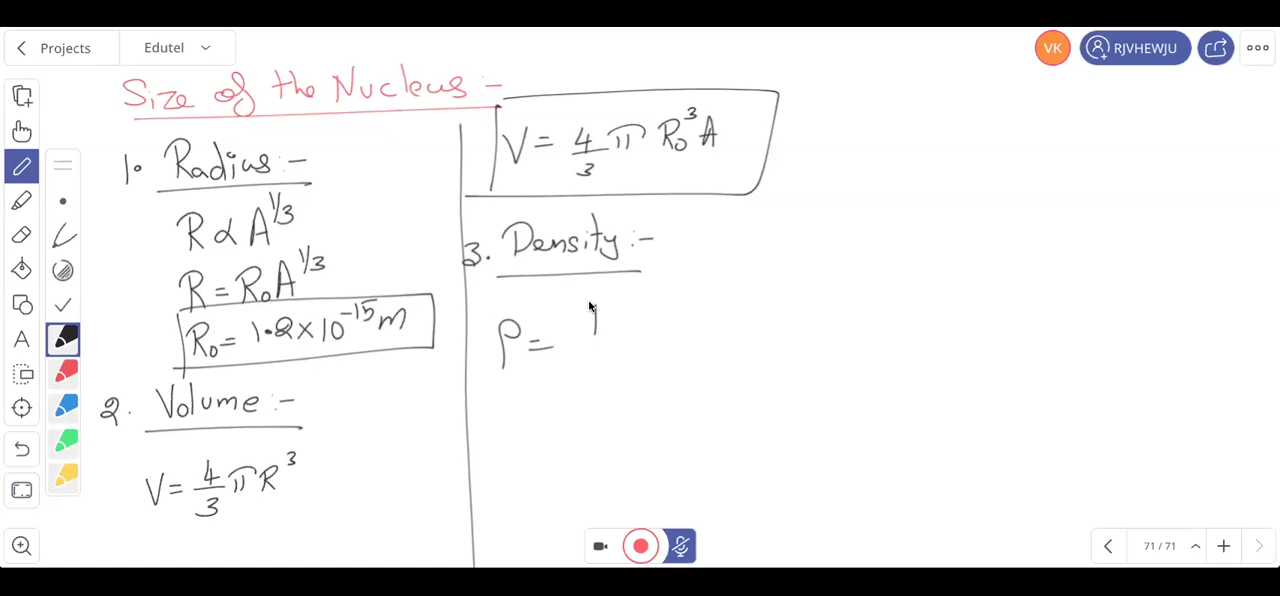 Projects
Edutel
VK
RJVHEWJU
Size of the Nucleus :-
1. Radius :-
R ∝ A^1/3
R = R₀A^1/3
R₀ = 1.2×10^-15 m
2. Volume :-
V = 4/3 π R^3
V = 4/3 π R₀^3 A
3. Density :-
ρ =
A
71 / 71